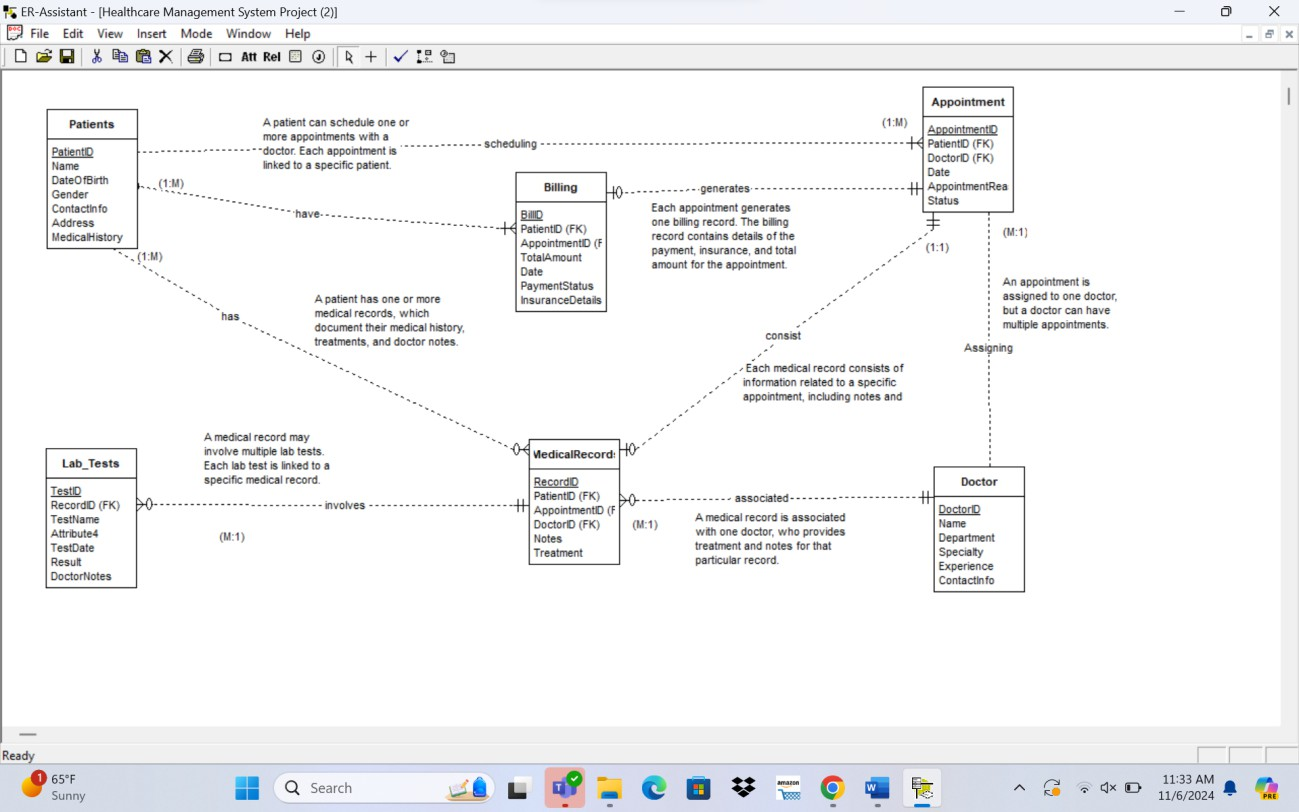 ER-Assistant - [Healthcare Management System Project (2)]
File Edit View Insert Mode Window Help
Att Rel
Patients
PatientID
Name
DateOfBirth
Gender
ContactInfo
Address
MedicalHistory
A patient can schedule one or
more appointments with a
doctor. Each appointment is
linked to a specific patient.
scheduling
(1:M)
Appointment
AppointmentID
PatientID (FK)
DoctorID (FK)
Date
AppointmentRea
Status
(1:M)
have
Billing
BillID
PatientID (FK)
AppointmentID (F
TotalAmount
Date
PaymentStatus
InsuranceDetails
generates
Each appointment generates
one billing record. The billing
record contains details of the
payment, insurance, and total
amount for the appointment.
(1:1)
(M:1)
(1:M)
has
A patient has one or more
medical records, which
document their medical history,
treatments, and doctor notes.
An appointment is
assigned to one doctor,
but a doctor can have
multiple appointments.
Assigning
consist
Each medical record consists of
information related to a specific
appointment, including notes and
A medical record may
involve multiple lab tests.
Each lab test is linked to a
specific medical record.
Lab_Tests
TestID
RecordID (FK)
TestName
Attribute4
TestDate
Result
DoctorNotes
involves
(M:1)
MedicalRecord
RecordID
PatientID (FK)
AppointmentID (F
DoctorID (FK)
Notes
Treatment
associated
(M:1)
A medical record is associated
with one doctor, who provides
treatment and notes for that
particular record.
Doctor
DoctorID
Name
Department
Specialty
Experience
ContactInfo
Ready
1
65°F
Sunny
Search
amazon
PRE
11:33 AM
11/6/2024